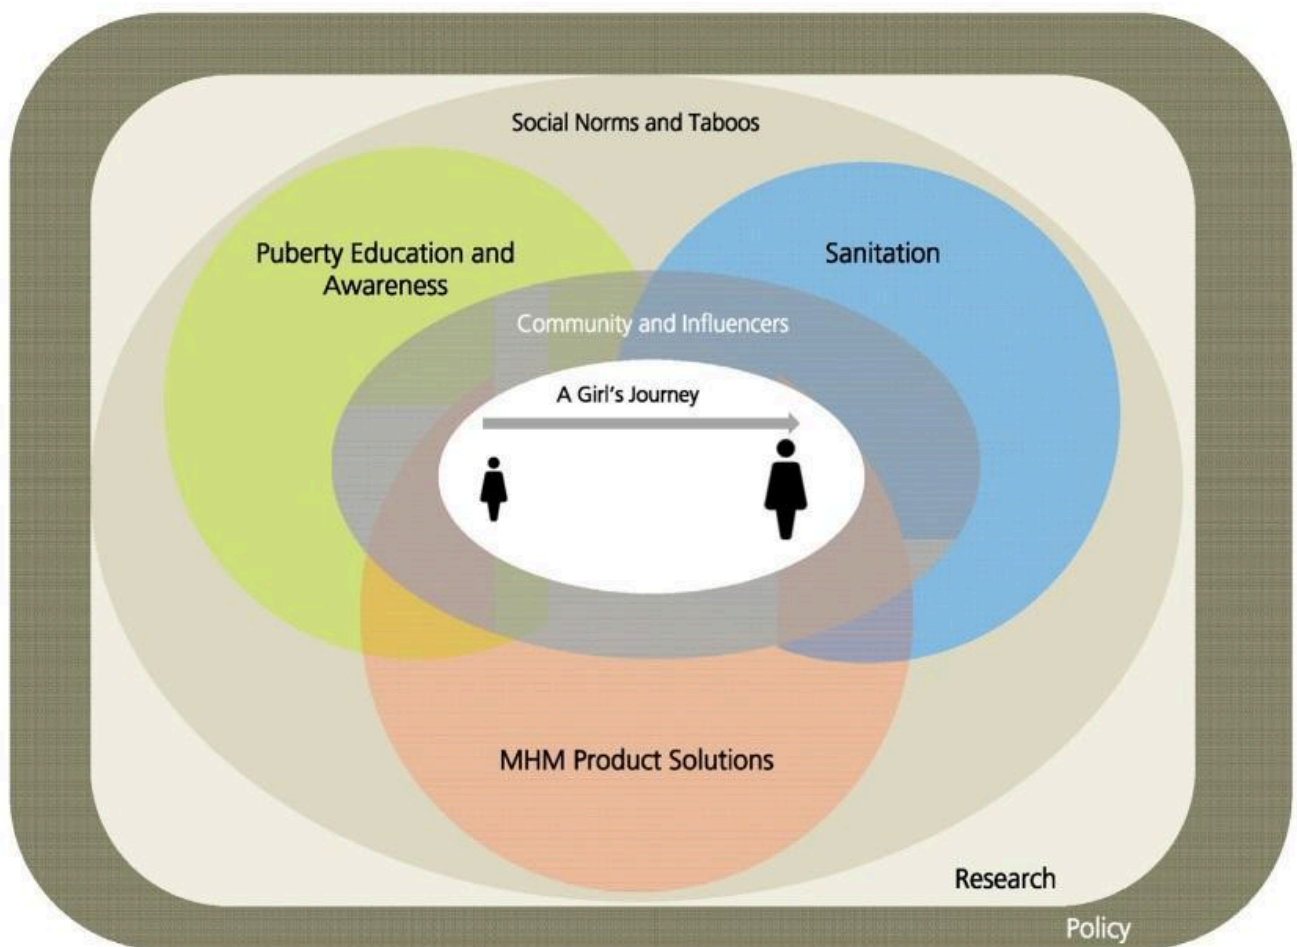 Social Norms and Taboos
Puberty Education and
Awareness
Sanitation
Community and Influencers
A Girl's Journey
MHM Product Solutions
Research
Policy